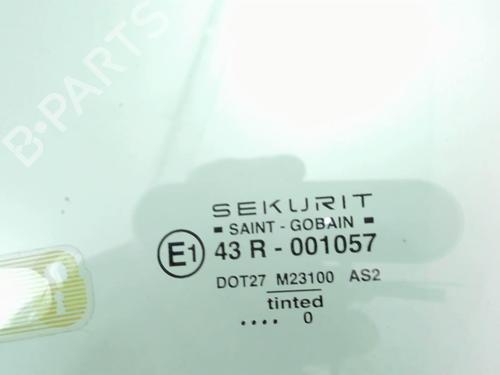 B-PARTS
SEKURIT
SAINT - GOBAIN
E1 43 R - 001057
DOT27 M23100 AS2
tinted
.... 0